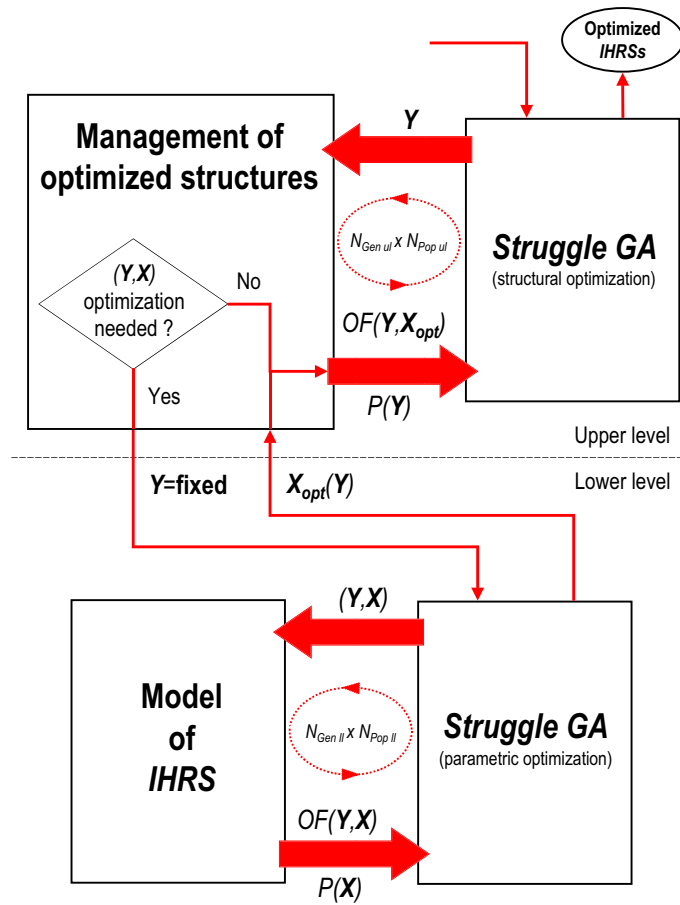 Optimized
IHRSs
Management of
optimized structures
Y
N_Gen ul x N_Pop ul
Struggle GA
(structural optimization)
(Y,X)
optimization
needed ?
No
Yes
OF(Y,X_opt)
P(Y)
Upper level
Lower level
Y=fixed
X_opt(Y)
(Y,X)
Model
of
IHRS
N_Gen ll x N_Pop ll
Struggle GA
(parametric optimization)
OF(Y,X)
P(X)